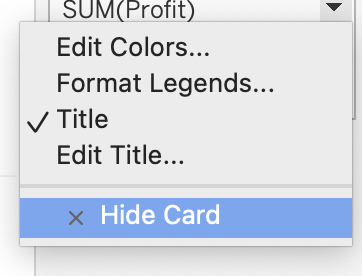 SUM(Profit)
Edit Colors...
Format Legends...
Title
Edit Title...
Hide Card